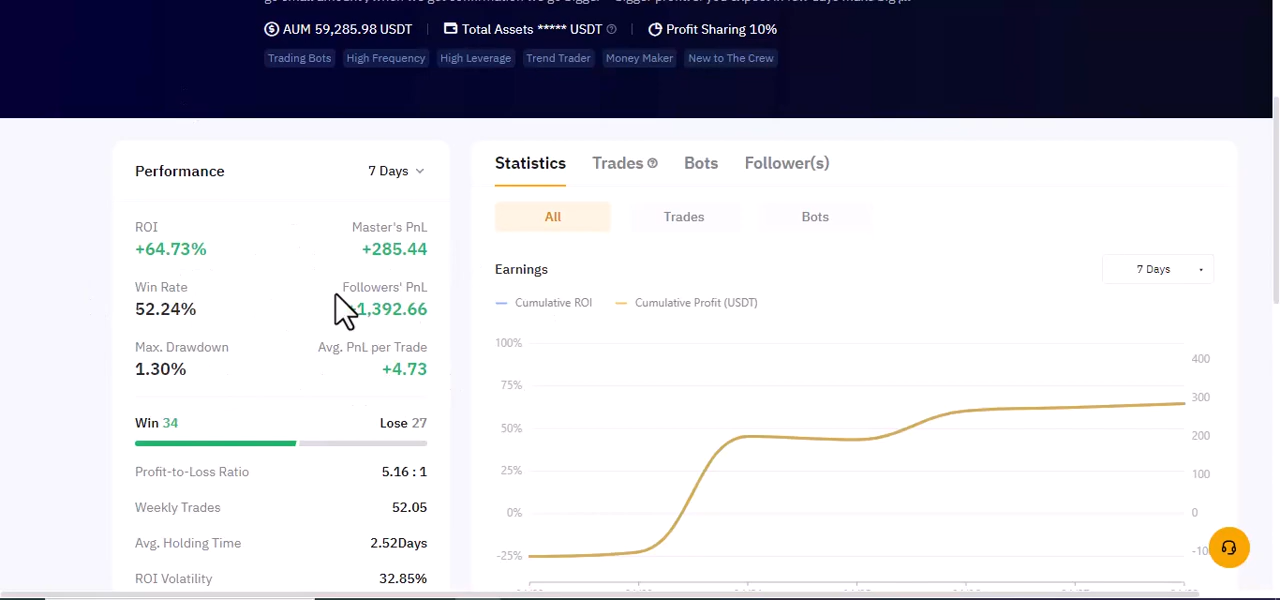 AUM 59,285.98 USDT Total Assets ***** USDT Profit Sharing 10%
Trading Bots High Frequency High Leverage Trend Trader Money Maker New to The Crew
Performance 7 Days
ROI Master's PnL
+64.73% +285.44
Win Rate Followers' PnL
52.24% 1,392.66
Max. Drawdown Avg. PnL per Trade
1.30% +4.73
Win 34 Lose 27
Profit-to-Loss Ratio 5.16 : 1
Weekly Trades 52.05
Avg. Holding Time 2.52Days
ROI Volatility 32.85%
Statistics Trades Bots Follower(s)
All Trades Bots
Earnings 7 Days
Cumulative ROI Cumulative Profit (USDT)
100%
75% 400
50% 300
25% 200
0% 100
-25% 0